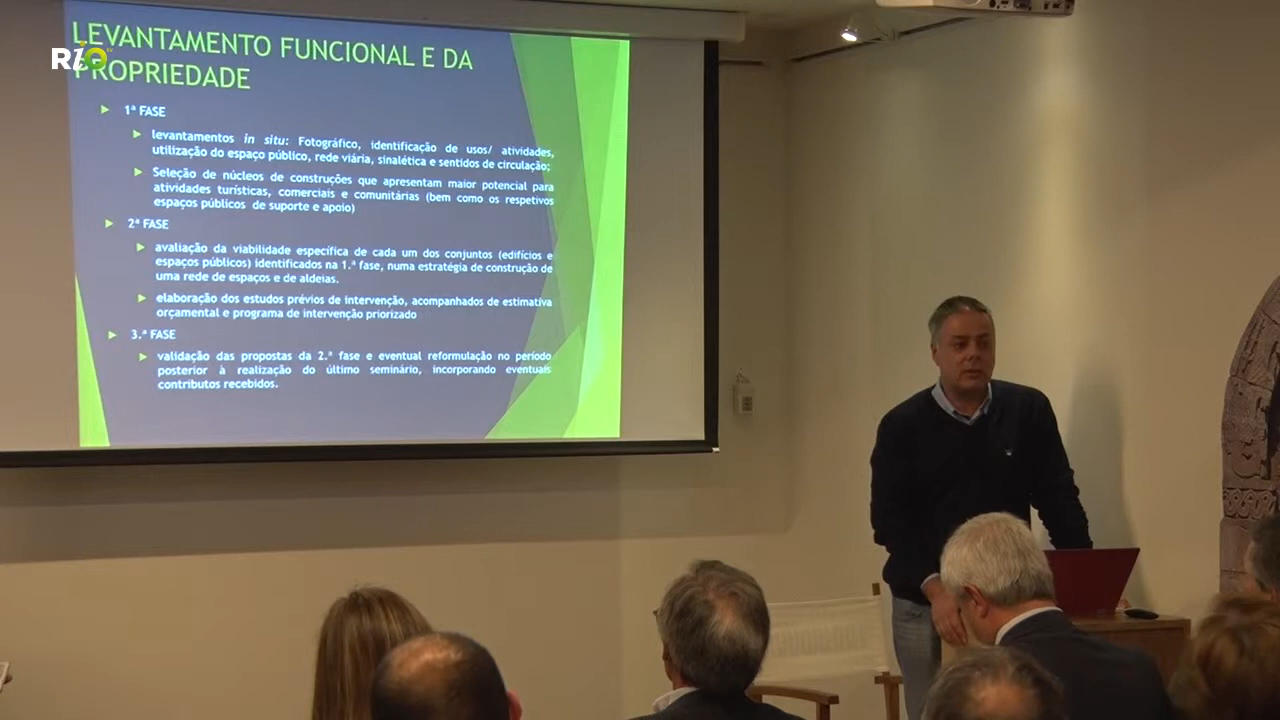 LEVANTAMENTO FUNCIONAL E DA
PROPRIEDADE
RiO
1ª FASE
levantamentos in situ: Fotográfico, identificação de usos/ atividades,
utilização do espaço público, rede viária, sinalética e sentidos de circulação;
Seleção de núcleos de construções que apresentam maior potencial para
atividades turísticas, comerciais e comunitárias (bem como os respetivos
espaços públicos de suporte e apoio)
2ª FASE
avaliação da viabilidade específica de cada um dos conjuntos (edifícios e
espaços públicos) identificados na 1.ª fase, numa estratégia de construção de
uma rede de espaços e de aldeias.
elaboração dos estudos prévios de intervenção, acompanhados de estimativa
orçamental e programa de intervenção priorizado
3.ª FASE
validação das propostas da 2.ª fase e eventual reformulação no período
posterior à realização do último seminário, incorporando eventuais
contributos recebidos.